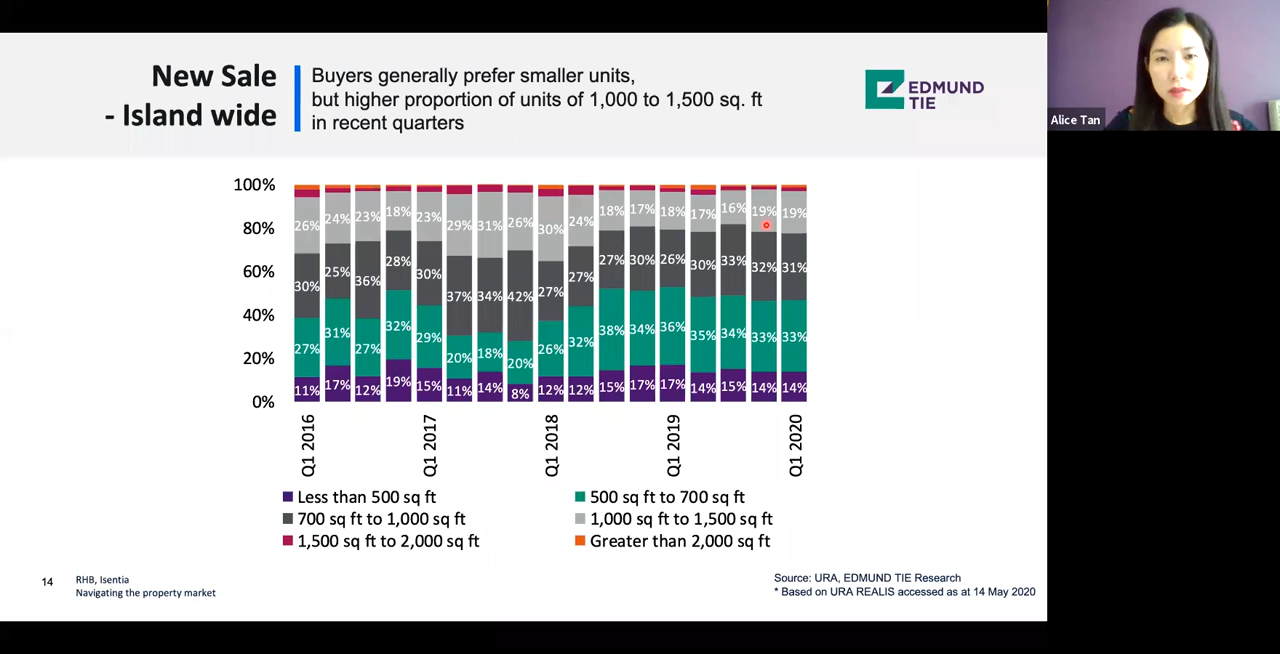 New Sale
- Island wide
Buyers generally prefer smaller units,
but higher proportion of units of 1,000 to 1,500 sq. ft
in recent quarters
EDMUND
TIE
Alice Tan
100%
80%
60%
40%
20%
0%
26% 24% 23% 18% 23% 29% 31% 26% 30% 24% 18% 17% 18% 17% 16% 19% 19%
30% 25% 36% 28% 30% 37% 34% 42% 27% 27% 27% 30% 26% 30% 33% 32% 31%
27% 31% 27% 32% 29% 20% 18% 20% 26% 32% 38% 34% 36% 35% 34% 33% 33%
11% 17% 12% 19% 15% 11% 14% 8% 12% 12% 15% 17% 17% 14% 15% 14% 14%
Q1 2016
Q1 2017
Q1 2018
Q1 2019
Q1 2020
Less than 500 sq ft
500 sq ft to 700 sq ft
700 sq ft to 1,000 sq ft
1,000 sq ft to 1,500 sq ft
1,500 sq ft to 2,000 sq ft
Greater than 2,000 sq ft
14
RHB, Isentia
Navigating the property market
Source: URA, EDMUND TIE Research
* Based on URA REALIS accessed as at 14 May 2020